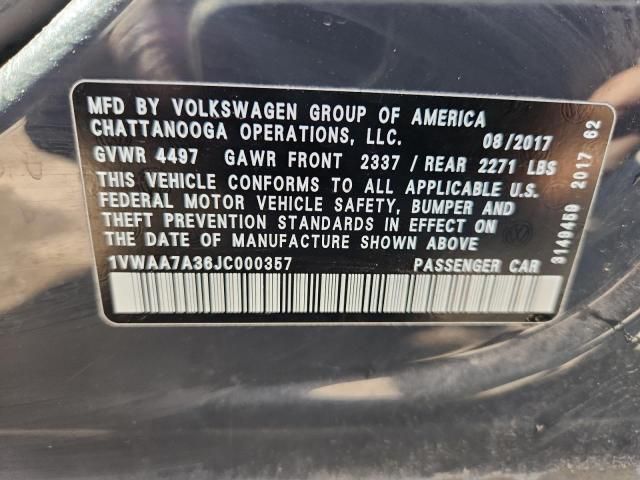 MFD BY VOLKSWAGEN GROUP OF AMERICA
CHATTANOOGA OPERATIONS, LLC. 08/2017
GVWR 4497 GAWR FRONT 2337 / REAR 2271 LBS
THIS VEHICLE CONFORMS TO ALL APPLICABLE U.S.
FEDERAL MOTOR VEHICLE SAFETY, BUMPER AND
THEFT PREVENTION STANDARDS IN EFFECT ON
THE DATE OF MANUFACTURE SHOWN ABOVE
1VWAA7A36JC000357 PASSENGER CAR
3149459 2017 62